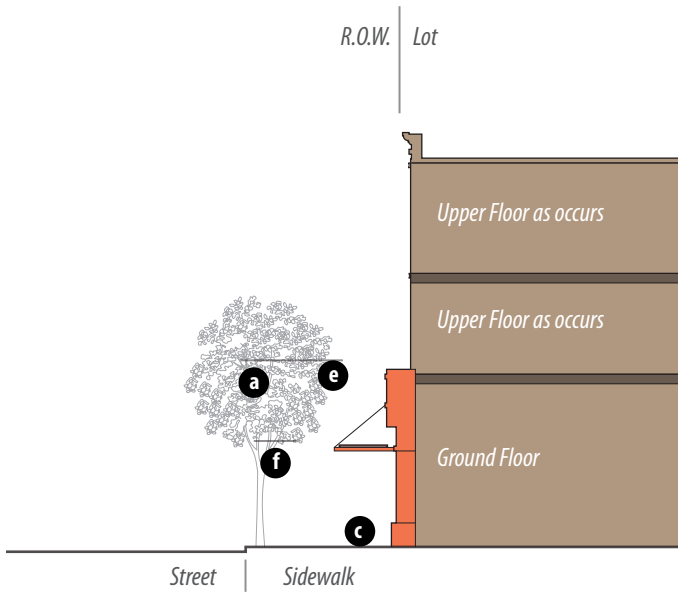 R.O.W. Lot
Upper Floor as occurs
Upper Floor as occurs
a
e
Ground Floor
f
c
Street Sidewalk